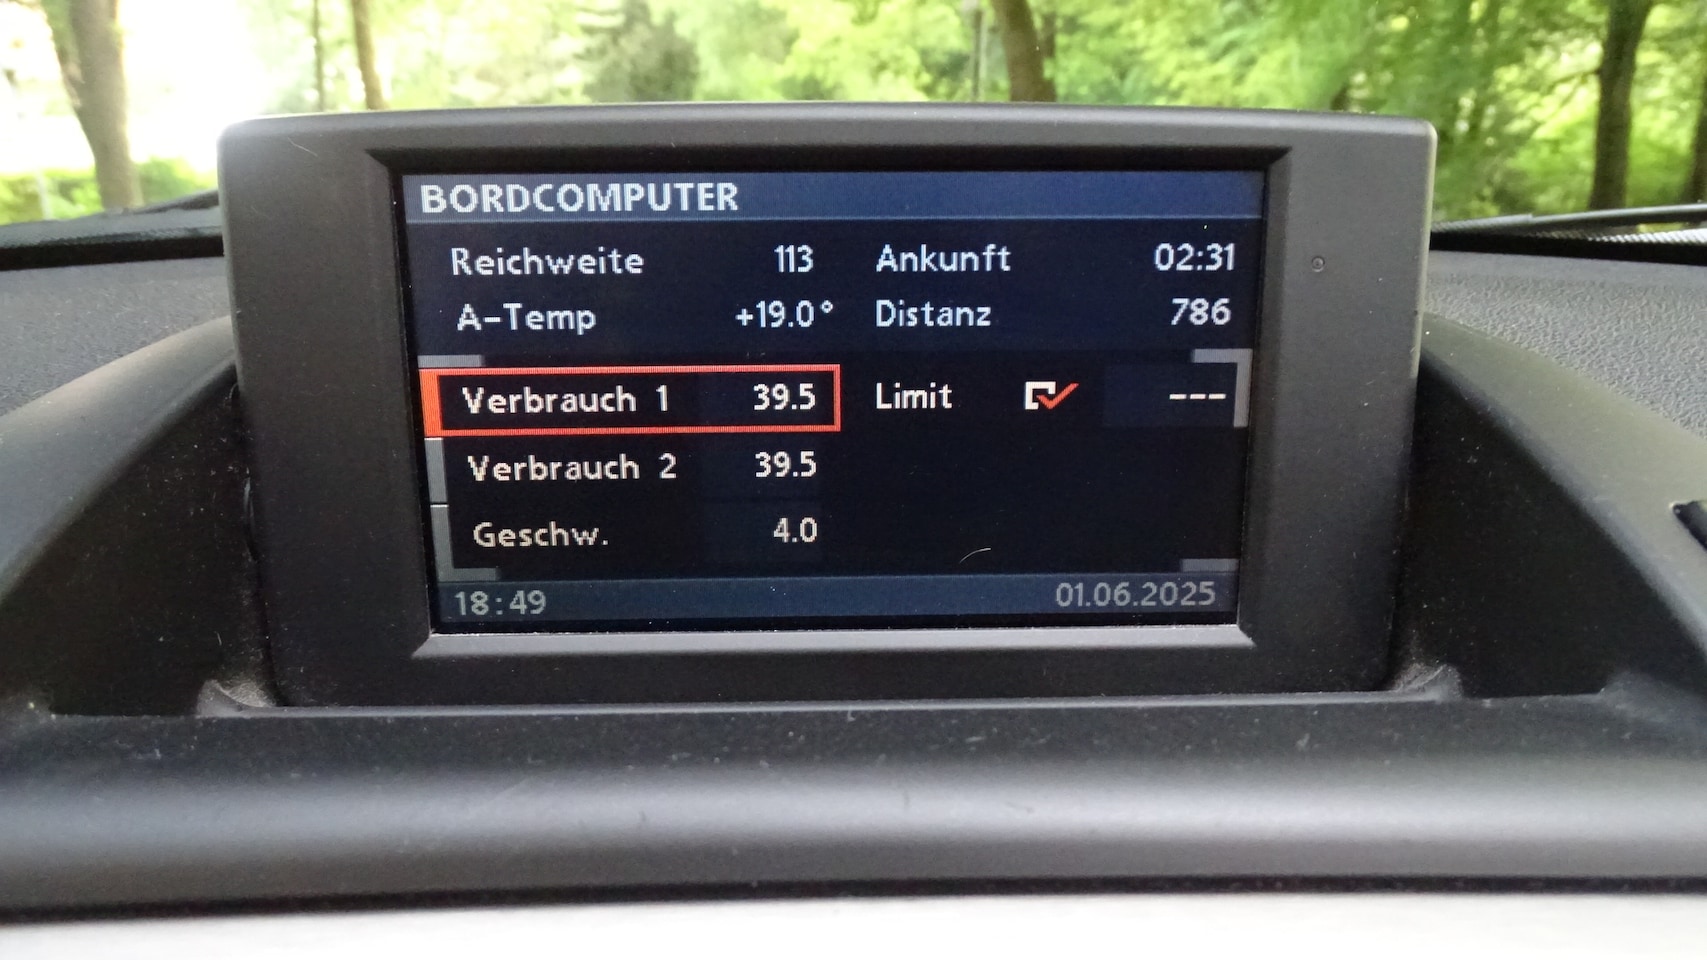 BORDCOMPUTER
Reichweite 113 Ankunft 02:31
A-Temp +19.0° Distanz 786
Verbrauch 1 39.5 Limit ---
Verbrauch 2 39.5
Geschw. 4.0
18:49 01.06.2025